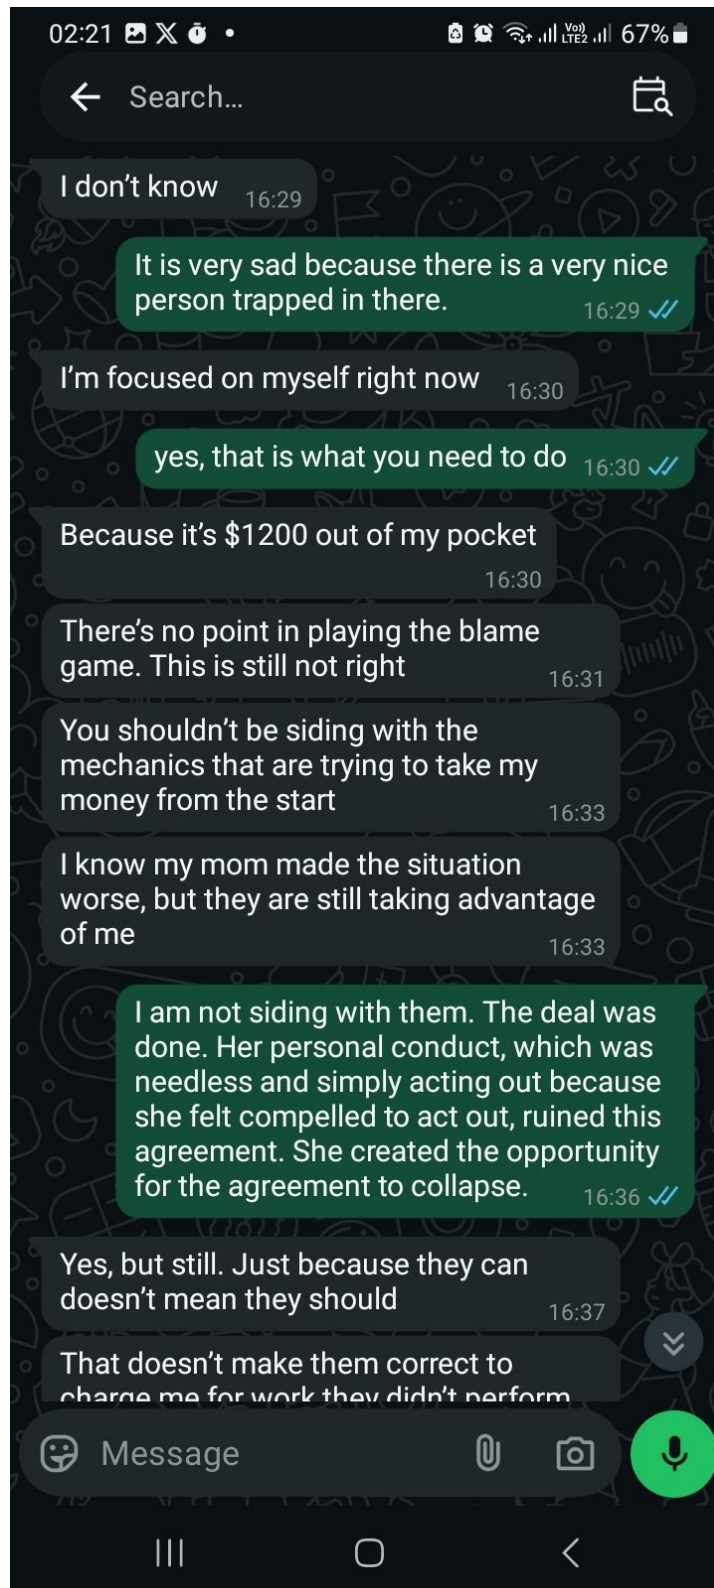 02:21 67%
Search...
I don't know 16:29
It is very sad because there is a very nice
person trapped in there. 16:29
I'm focused on myself right now 16:30
yes, that is what you need to do 16:30
Because it's $1200 out of my pocket
16:30
There's no point in playing the blame
game. This is still not right 16:31
You shouldn't be siding with the
mechanics that are trying to take my
money from the start 16:33
I know my mom made the situation
worse, but they are still taking advantage
of me 16:33
I am not siding with them. The deal was
done. Her personal conduct, which was
needless and simply acting out because
she felt compelled to act out, ruined this
agreement. She created the opportunity
for the agreement to collapse. 16:36
Yes, but still. Just because they can
doesn't mean they should 16:37
That doesn't make them correct to
charge me for work they didn't perform
Message